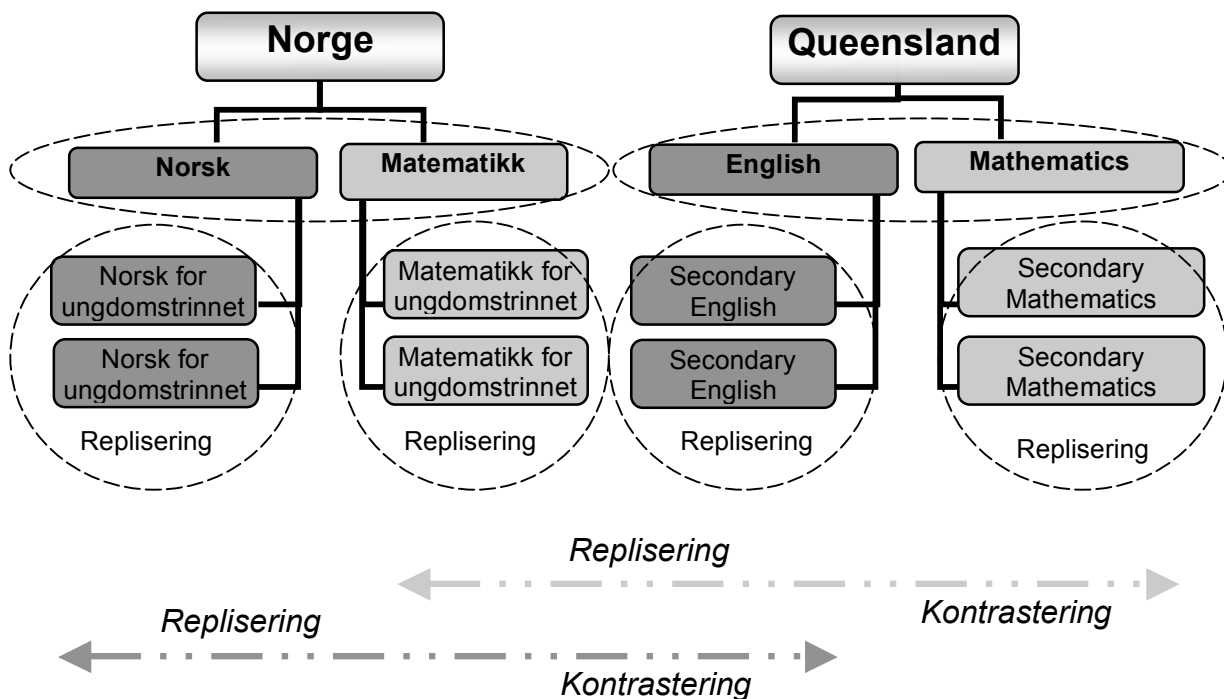 Norge
Queensland
Norsk
Matematikk
English
Mathematics
Norsk for
ungdomstrinnet
Matematikk for
ungdomstrinnet
Secondary
English
Secondary
Mathematics
Norsk for
ungdomstrinnet
Matematikk for
ungdomstrinnet
Secondary
English
Secondary
Mathematics
Replisering
Replisering
Replisering
Replisering
Replisering
Kontrastering
Replisering
Kontrastering